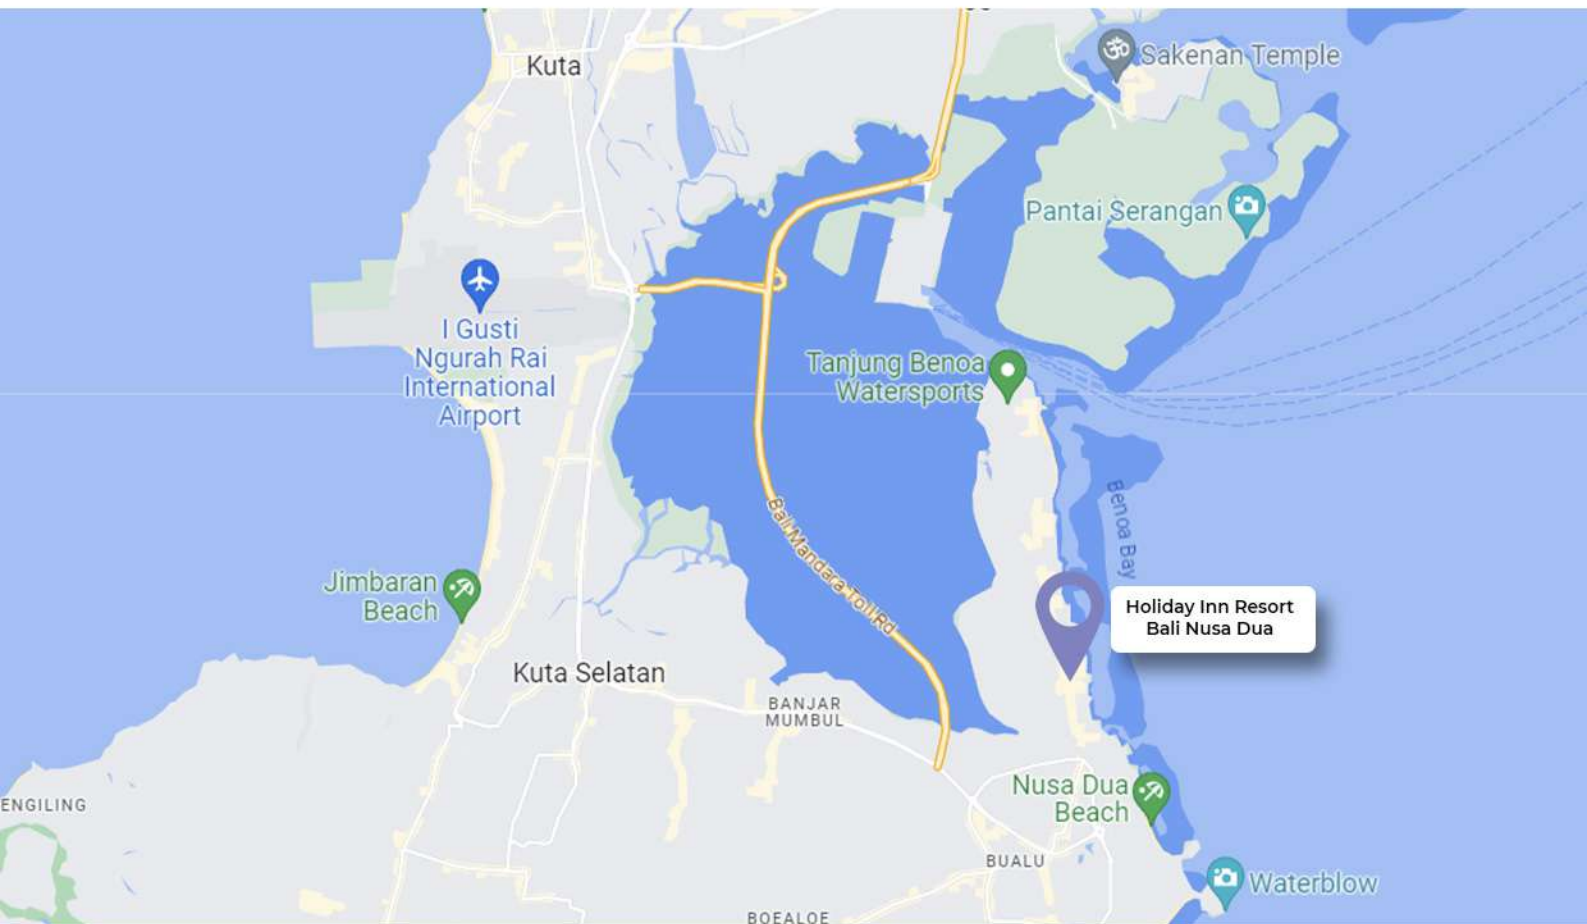 Kuta
Sakenan Temple
Pantai Serangan
I Gusti
Ngurah Rai
International
Airport
Tanjung Benoa
Watersports
Benoa Bay
Bali Mandara Toll Rd
Jimbaran
Beach
Holiday Inn Resort
Bali Nusa Dua
Kuta Selatan
BANJAR
MUMBUL
Nusa Dua
Beach
ENGILING
BUALU
Waterblow
BOEALOE